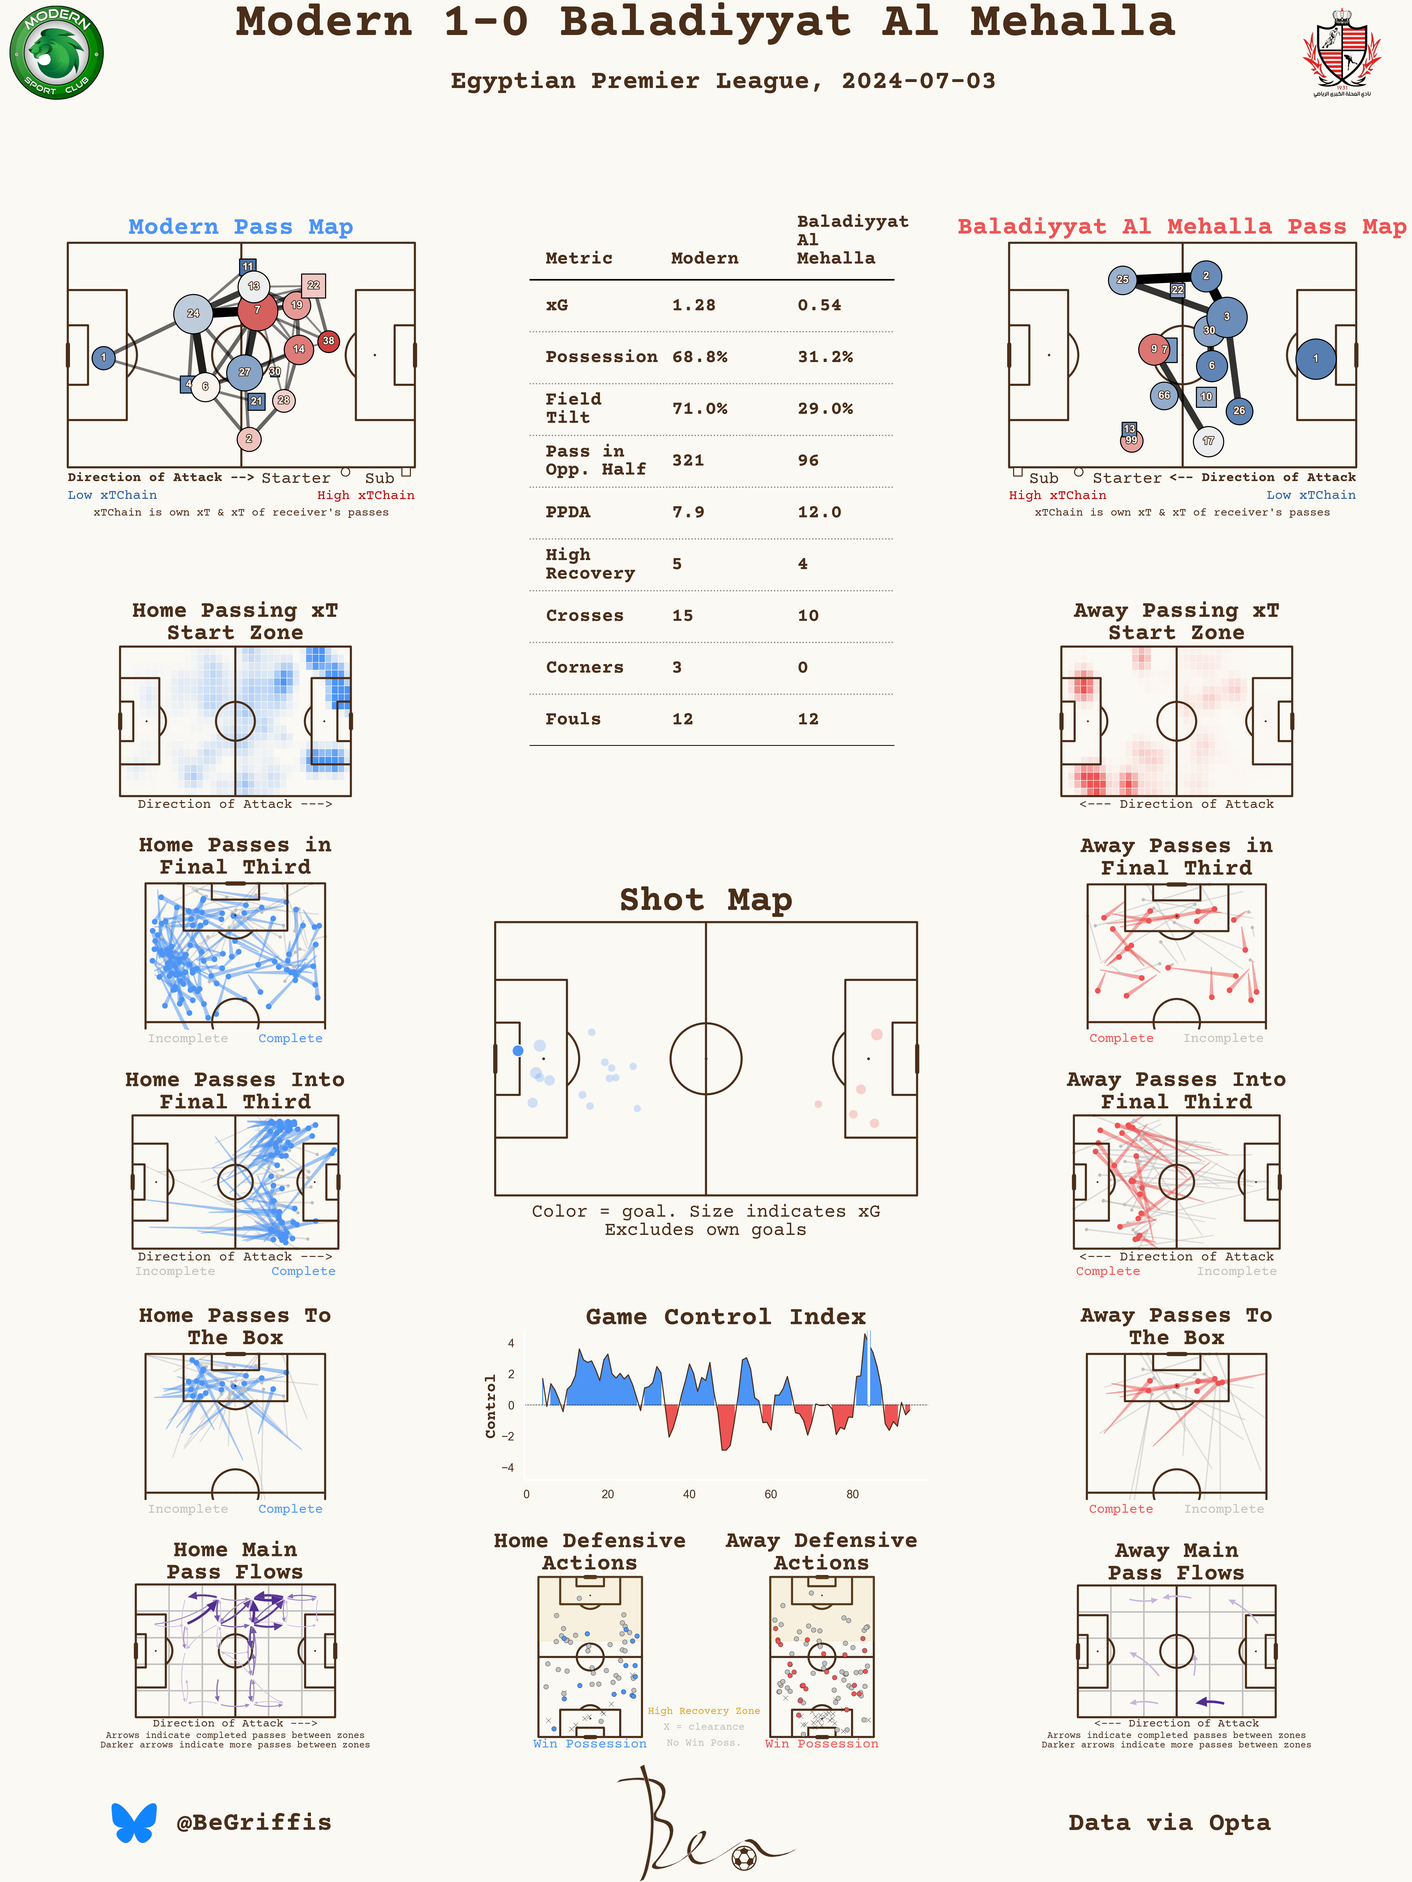 Modern 1-0 Baladiyyat Al Mehalla
Egyptian Premier League, 2024-07-03
MODERN
SPORT CLUB
1931
نادي المحلة الكبرى الرياضي
Modern Pass Map
11
13
22
24
7
19
38
14
1
27
30
4
6
21
28
2
Direction of Attack --> Starter Sub
Low xTChain High xTChain
xTChain is own xT & xT of receiver's passes
Metric Modern Baladiyyat
Al
Mehalla
xG 1.28 0.54
Possession 68.8% 31.2%
Field
Tilt 71.0% 29.0%
Pass in
Opp. Half 321 96
PPDA 7.9 12.0
High
Recovery 5 4
Crosses 15 10
Corners 3 0
Fouls 12 12
Baladiyyat Al Mehalla Pass Map
25
2
22
3
30
9
7
6
1
66
10
26
13
99
17
Sub Starter <-- Direction of Attack
High xTChain Low xTChain
xTChain is own xT & xT of receiver's passes
Home Passing xT
Start Zone
Direction of Attack --->
Away Passing xT
Start Zone
<--- Direction of Attack
Home Passes in
Final Third
Incomplete Complete
Shot Map
Color = goal. Size indicates xG
Excludes own goals
Away Passes in
Final Third
Complete Incomplete
Home Passes Into
Final Third
Direction of Attack --->
Incomplete Complete
Away Passes Into
Final Third
<--- Direction of Attack
Complete Incomplete
Home Passes To
The Box
Incomplete Complete
Game Control Index
Control
4
2
0
−2
−4
0 20 40 60 80
Away Passes To
The Box
Complete Incomplete
Home Main
Pass Flows
Direction of Attack --->
Arrows indicate completed passes between zones
Darker arrows indicate more passes between zones
Home Defensive
Actions
Win Possession
High Recovery Zone
X = clearance
No Win Poss.
Away Defensive
Actions
Win Possession
Away Main
Pass Flows
<--- Direction of Attack
Arrows indicate completed passes between zones
Darker arrows indicate more passes between zones
@BeGriffis
Ben
Data via Opta